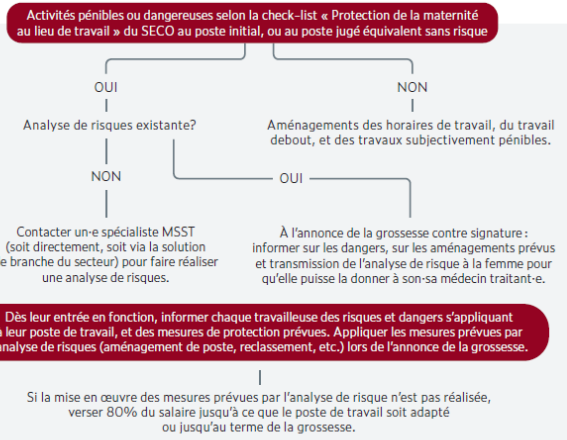 Activités pénibles ou dangereuses selon la check-list « Protection de la maternité
au lieu de travail » du SECO au poste initial, ou au poste jugé équivalent sans risque
OUI
NON
Analyse de risques existante?
Aménagements des horaires de travail, du travail
debout, et des travaux subjectivement pénibles.
NON
OUI
Contacter un·e spécialiste MSST
(soit directement, soit via la solution
e branche du secteur) pour faire réaliser
une analyse de risques.
À l'annonce de la grossesse contre signature :
informer sur les dangers, sur les aménagements prévus
et transmission de l'analyse de risque à la femme pour
qu'elle puisse la donner à son·sa médecin traitant·e.
Dès leur entrée en fonction, informer chaque travailleuse des risques et dangers s'appliquant
à leur poste de travail, et des mesures de protection prévues. Appliquer les mesures prévues par
analyse de risques (aménagement de poste, reclassement, etc.) lors de l'annonce de la grossesse.
Si la mise en œuvre des mesures prévues par l'analyse de risque n'est pas réalisée,
verser 80% du salaire jusqu'à ce que le poste de travail soit adapté
ou jusqu'au terme de la grossesse.